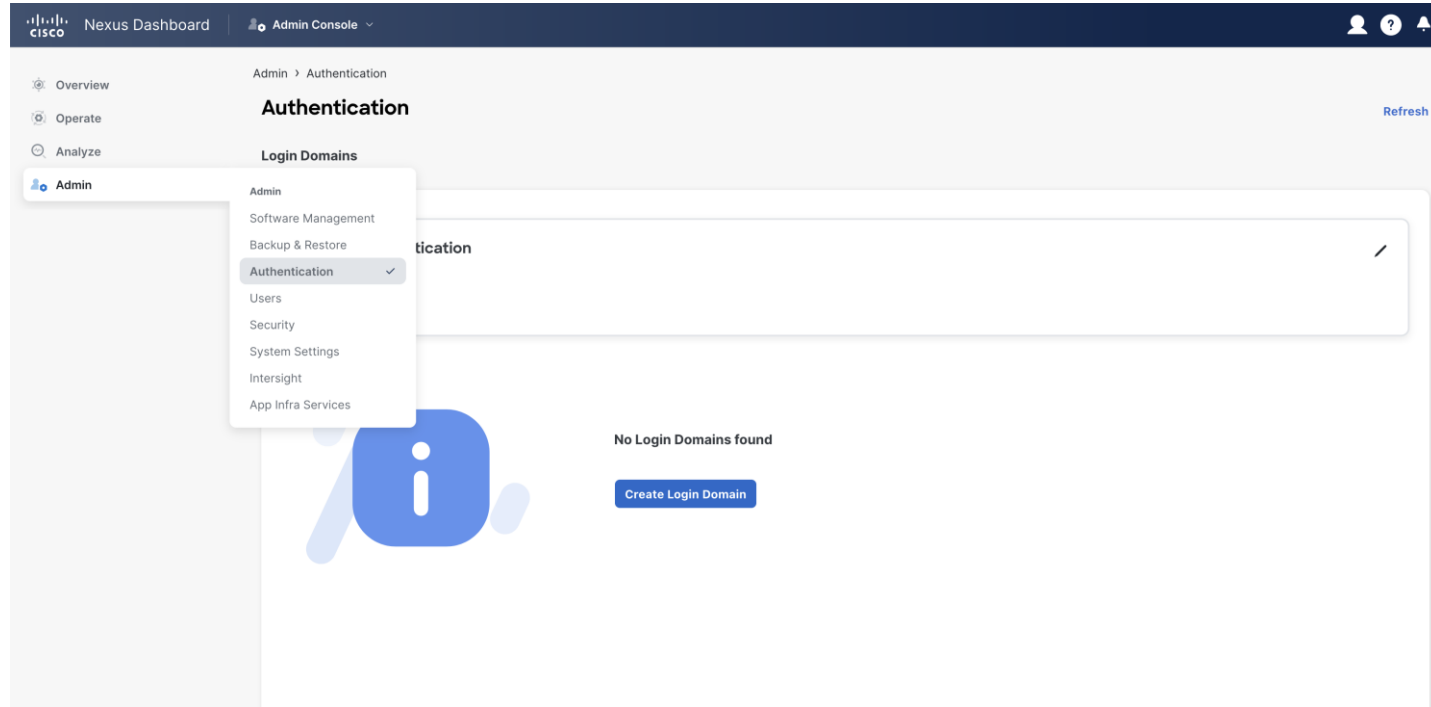 CISCO Nexus Dashboard Admin Console ?
Admin > Authentication
Overview
Authentication
Operate
Refresh
Analyze
Login Domains
Admin
Admin
Software Management
Backup & Restore
tication
Authentication
Users
Security
System Settings
Intersight
App Infra Services
No Login Domains found
Create Login Domain